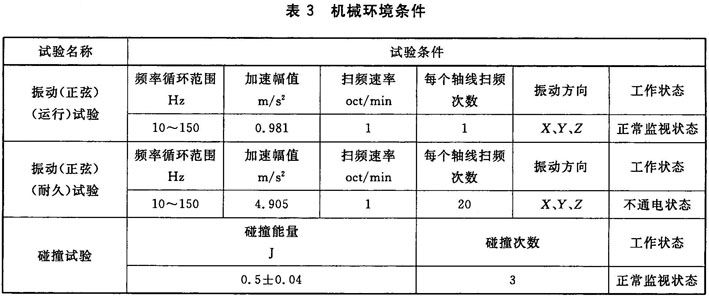 表 3 机械环境条件
试验名称 试验条件
振动(正弦)
(运行)试验
频率循环范围
Hz
加速幅值
m/s²
扫频速率
oct/min
每个轴线扫频
次数
振动方向
工作状态
10～150 0.981 1 1 X、Y、Z 正常监视状态
振动(正弦)
(耐久)试验
频率循环范围
Hz
加速幅值
m/s²
扫频速率
oct/min
每个轴线扫频
次数
振动方向
工作状态
10～150 4.905 1 20 X、Y、Z 不通电状态
碰撞试验
碰撞能量
J
碰撞次数
工作状态
0.5±0.04 3 正常监视状态